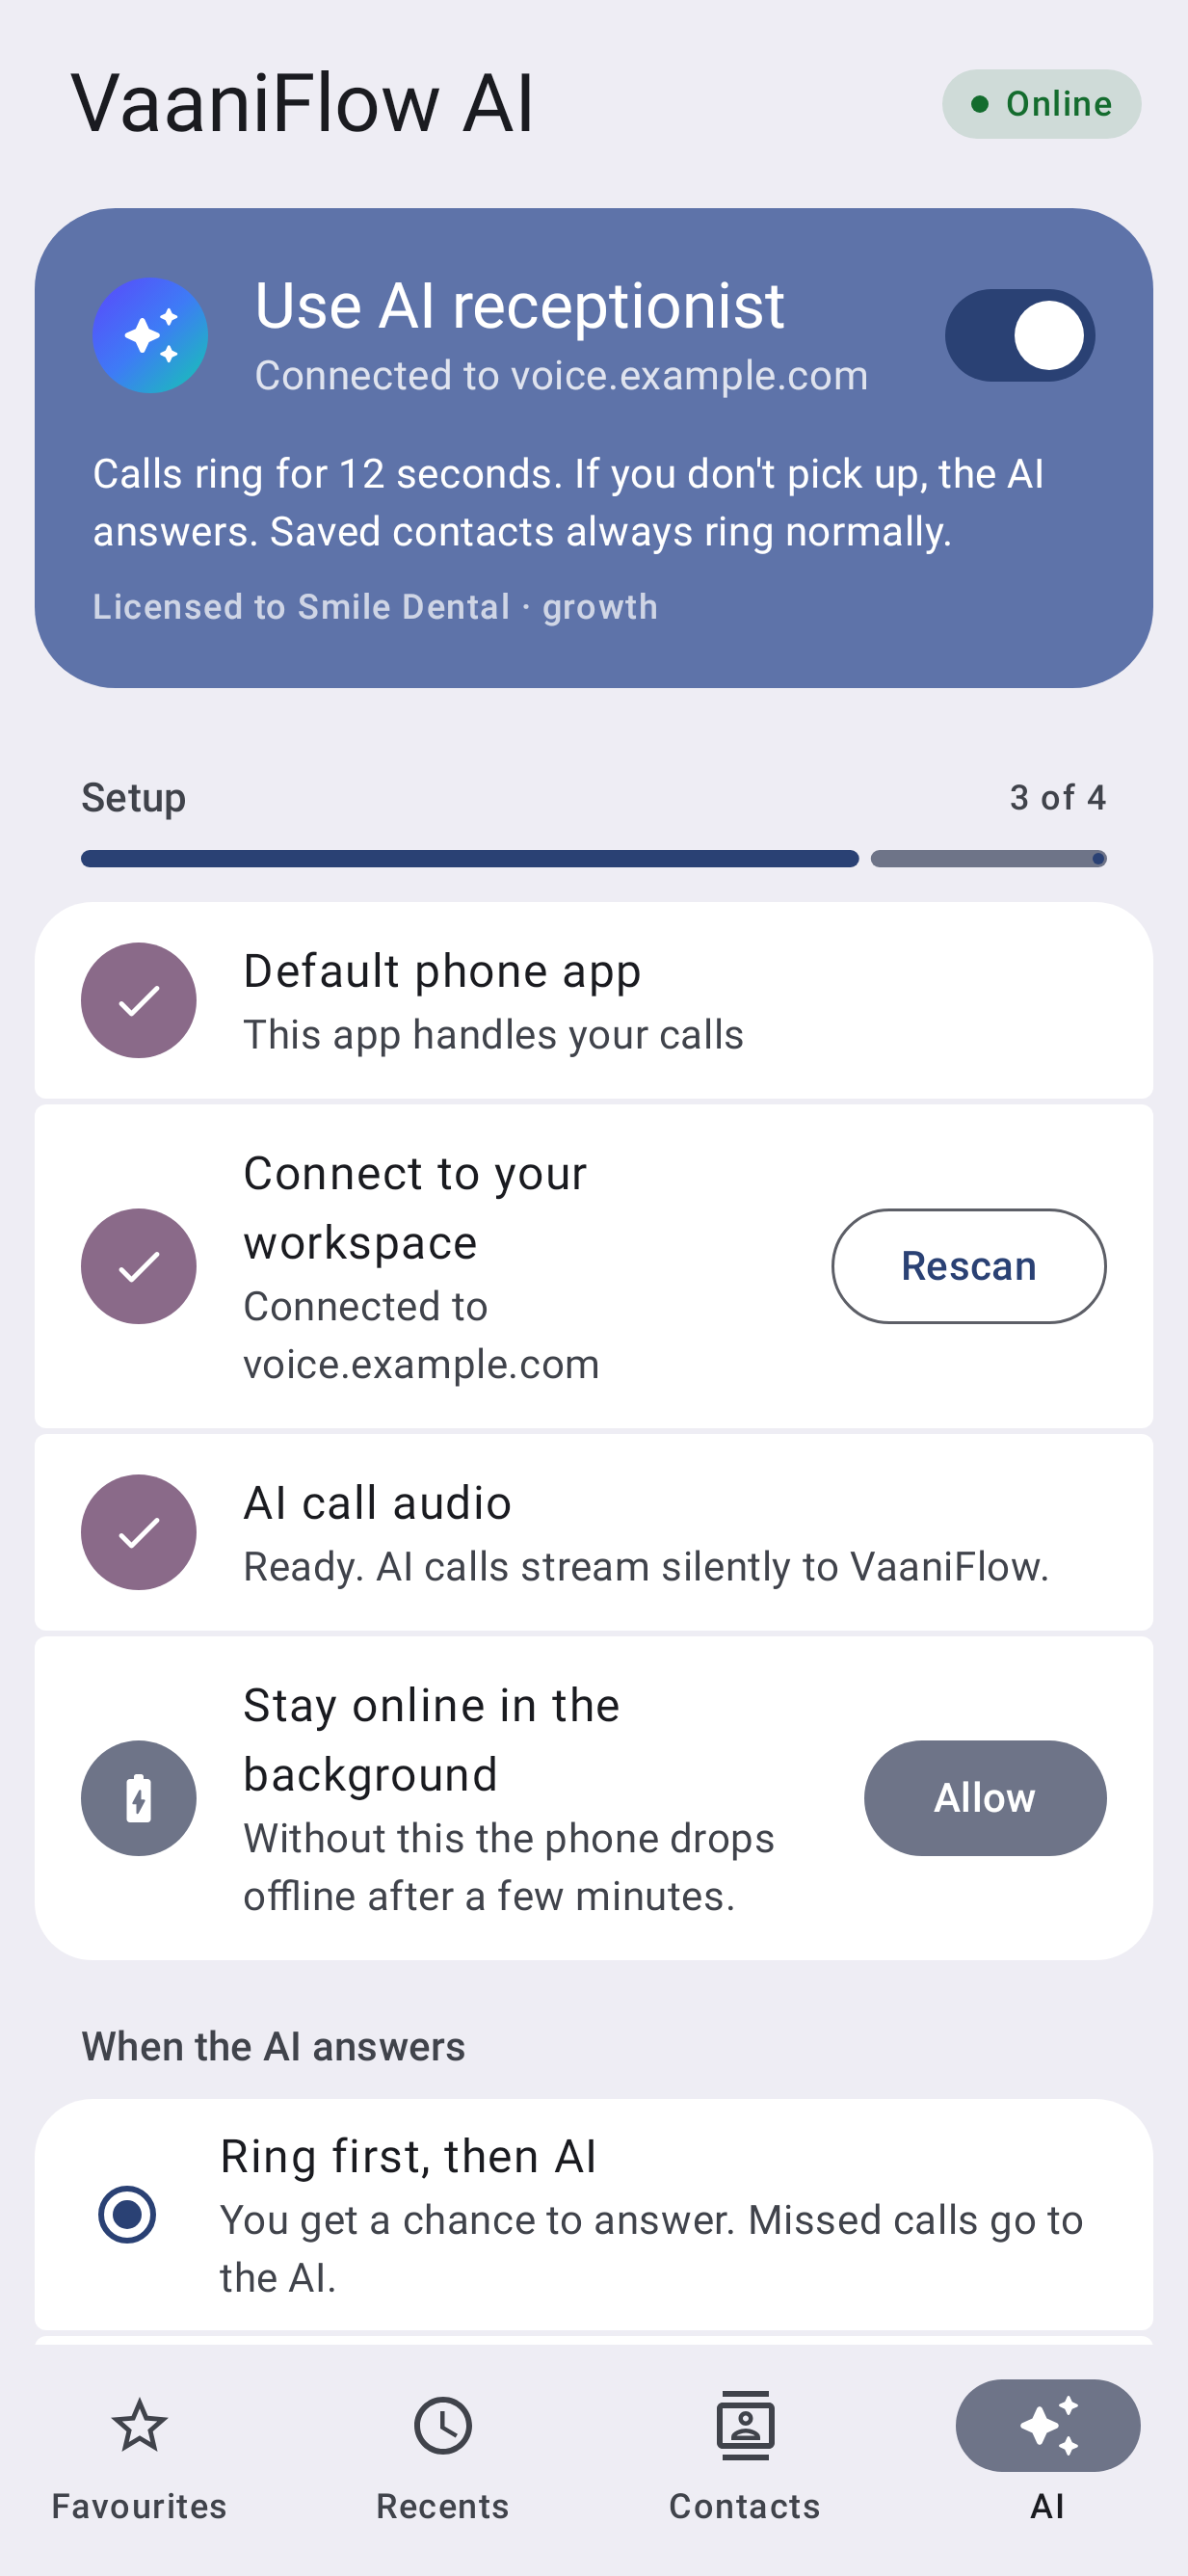 VaaniFlow AI
Online
Use AI receptionist
Connected to voice.example.com
Calls ring for 12 seconds. If you don't pick up, the AI
answers. Saved contacts always ring normally.
Licensed to Smile Dental · growth
Setup
3 of 4
Default phone app
This app handles your calls
Connect to your
workspace
Connected to
voice.example.com
Rescan
AI call audio
Ready. AI calls stream silently to VaaniFlow.
Stay online in the
background
Without this the phone drops
offline after a few minutes.
Allow
When the AI answers
Ring first, then AI
You get a chance to answer. Missed calls go to
the AI.
Favourites
Recents
Contacts
AI